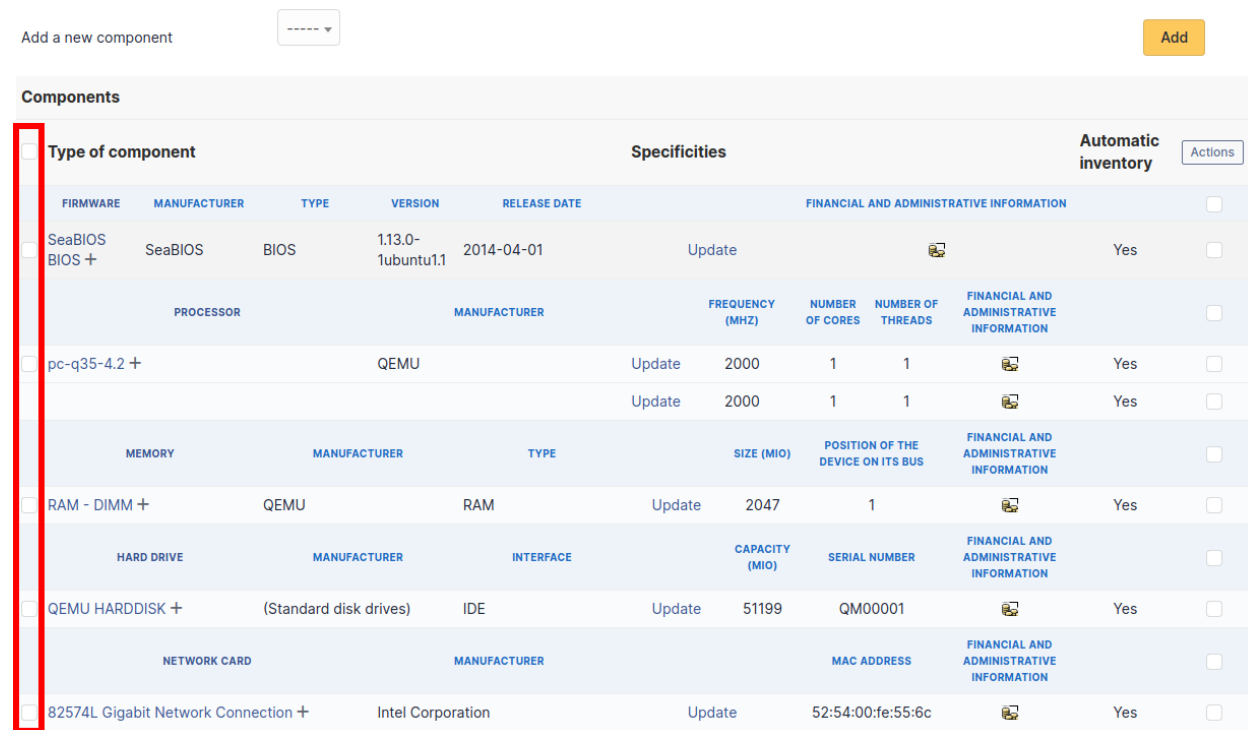 Add a new component
-----
Add
Components
Type of component Specificities Automatic inventory Actions
FIRMWARE MANUFACTURER TYPE VERSION RELEASE DATE FINANCIAL AND ADMINISTRATIVE INFORMATION
SeaBIOS BIOS + SeaBIOS BIOS 1.13.0-1ubuntu1.1 2014-04-01 Update Yes
PROCESSOR MANUFACTURER FREQUENCY (MHZ) NUMBER OF CORES NUMBER OF THREADS FINANCIAL AND ADMINISTRATIVE INFORMATION
pc-q35-4.2 + QEMU Update 2000 1 1 Yes
Update 2000 1 1 Yes
MEMORY MANUFACTURER TYPE SIZE (MIO) POSITION OF THE DEVICE ON ITS BUS FINANCIAL AND ADMINISTRATIVE INFORMATION
RAM - DIMM + QEMU RAM Update 2047 1 Yes
HARD DRIVE MANUFACTURER INTERFACE CAPACITY (MIO) SERIAL NUMBER FINANCIAL AND ADMINISTRATIVE INFORMATION
QEMU HARDDISK + (Standard disk drives) IDE Update 51199 QM00001 Yes
NETWORK CARD MANUFACTURER MAC ADDRESS FINANCIAL AND ADMINISTRATIVE INFORMATION
82574L Gigabit Network Connection + Intel Corporation Update 52:54:00:fe:55:6c Yes